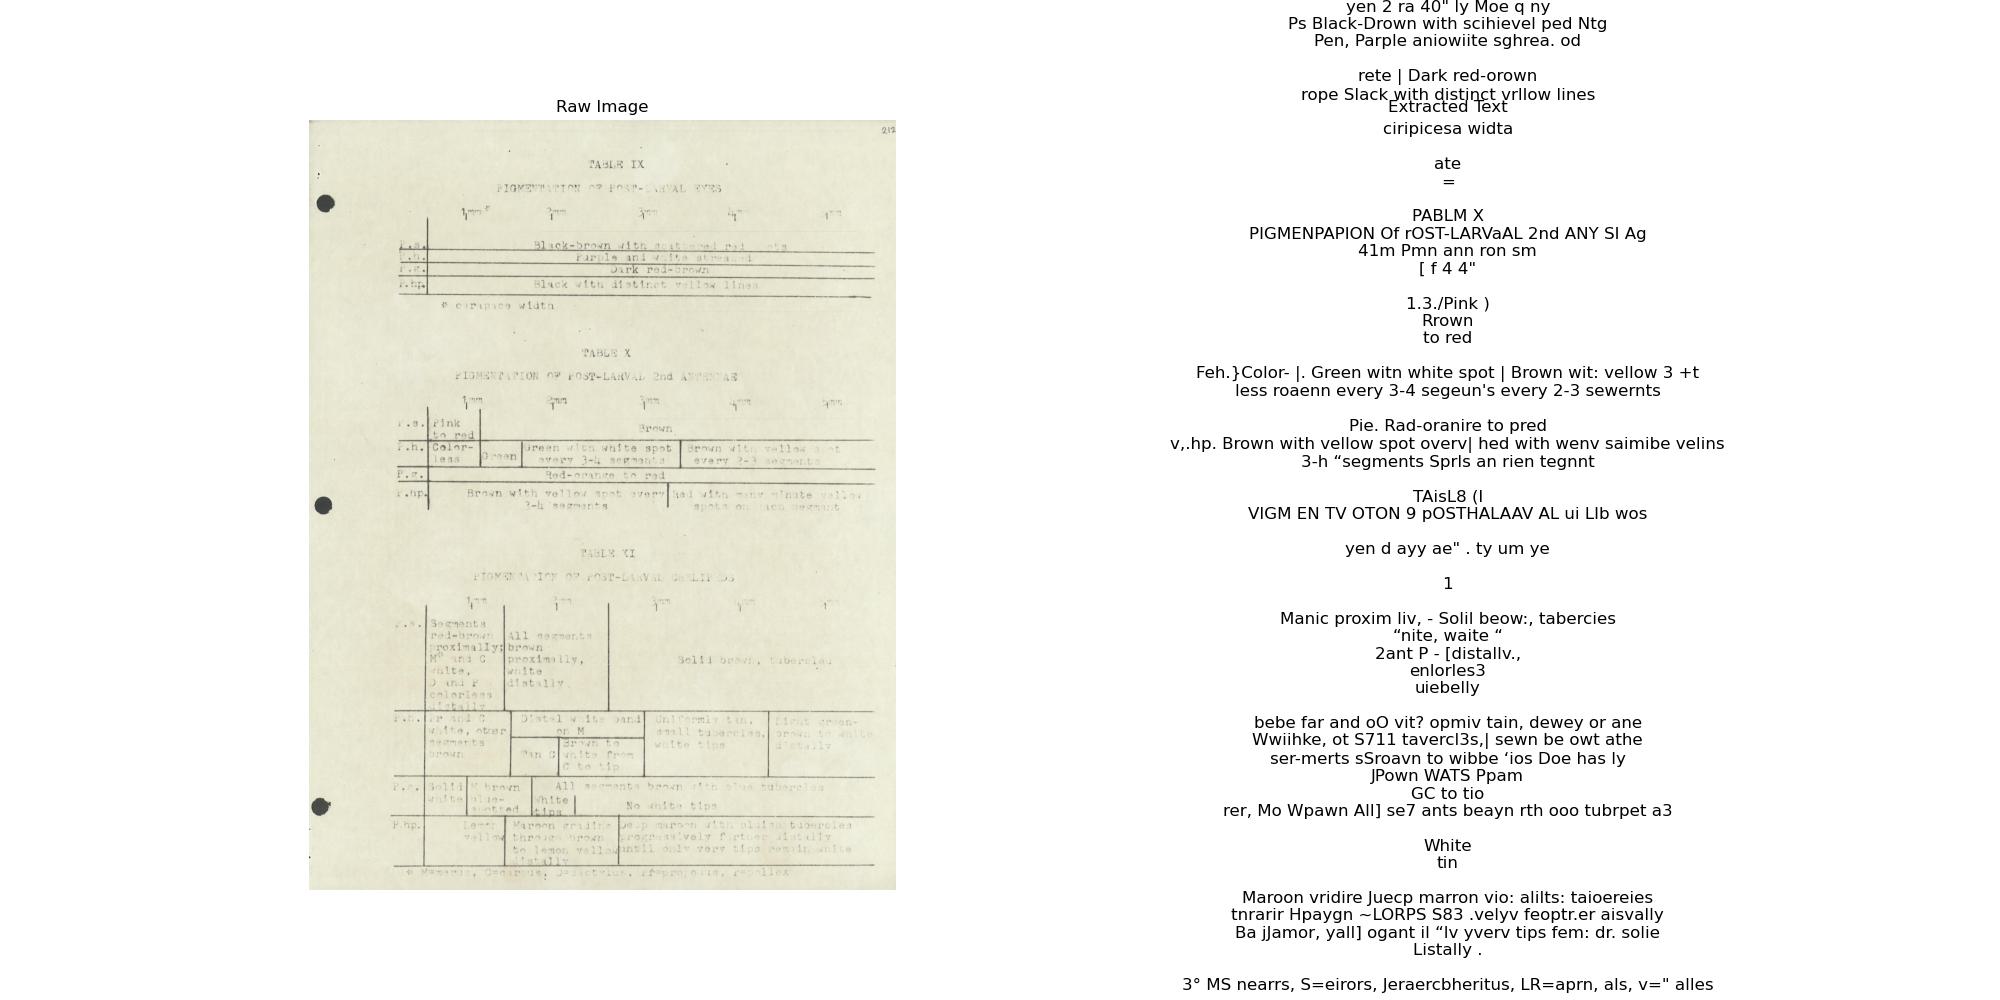 Raw Image
212
TABLE IX
PIGMENTATION OF POST-LARVAL EYES
1mm* 2mm 3mm 4mm
P.s. Black-brown with scattered red
P.h. Purple and white streaked
P.g. Dark red-brown
P.hp. Black with distinct yellow lines
* carapace width
TABLE X
PIGMENTATION OF POST-LARVAL 2nd ANTENNAE
1mm 2mm 3mm 4mm 5mm
P.s. Pink to red Brown
P.h. Color-less Green Green with white spot every 3-4 segments Brown with yellow spot every 2-3 segments
P.g. Red-orange to red
P.hp. Brown with yellow spot every 3-4 segments Red with many minute yellow spots on each segment
TABLE XI
PIGMENTATION OF POST-LARVAL CHELIPEDS
1mm 2mm 3mm 4mm
P.s. Segments red-brown proximally; M* and C white, D and P colorless distally All segments brown proximally, white distally Solid brown, tubercles
P.h. Pr and C white, other segments brown Distal white band on M Tan C Brown to white from C to tip Uniformly tan, small tubercles, white tips Light green-brown to white distally
P.g. Solid white M brown blue-spotted All segments brown with blue tubercles White tips No white tips
P.hp. Lemon yellow Maroon grading through brown to lemon yellow distally Deep maroon with bluish tubercles progressively further distally until only very tips remain white
* M=merus, C=carpus, D=dactylus, Pr=propodus, P=pollex
yen 2 ra 40" ly Moe q ny
Ps Black-Drown with scihievel ped Ntg
Pen, Parple aniowiite sghrea. od
rete | Dark red-orown
rope Slack with distinct vrllow lines
Extracted Text
ciripicesa widta
ate
=
PABLM X
PIGMENPAPION Of rOST-LARVaAL 2nd ANY SI Ag
41m Pmn ann ron sm
[ f 4 4"
1.3./Pink )
Rrown
to red
Feh.}Color- |. Green witn white spot | Brown wit: vellow 3 +t
less roaenn every 3-4 segeun's every 2-3 sewernts
Pie. Rad-oranire to pred
v,.hp. Brown with vellow spot overv| hed with wenv saimibe velins
3-h “segments Sprls an rien tegnnt
TAisL8 (I
VIGM EN TV OTON 9 pOSTHALAAV AL ui LIb wos
yen d ayy ae" . ty um ye
1
Manic proxim liv, - Solil beow:, tabercies
“nite, waite “
2ant P - [distallv.,
enlorles3
uiebelly
bebe far and oO vit? opmiv tain, dewey or ane
Wwiihke, ot S711 tavercl3s,| sewn be owt athe
ser-merts sSroavn to wibbe ‘ios Doe has ly
JPown WATS Ppam
GC to tio
rer, Mo Wpawn All] se7 ants beayn rth ooo tubrpet a3
White
tin
Maroon vridire Juecp marron vio: alilts: taioereies
tnrarir Hpaygn ~LORPS S83 .velyv feoptr.er aisvally
Ba jJamor, yall] ogant il “lv yverv tips fem: dr. solie
Listally .
3° MS nearrs, S=eirors, Jeraercbheritus, LR=aprn, als, v=" alles